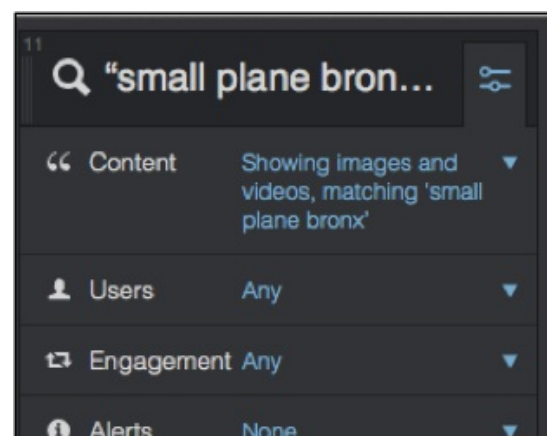 11
“small plane bron...
Content
Showing images and
videos, matching 'small
plane bronx'
Users Any
Engagement Any
Alerts None